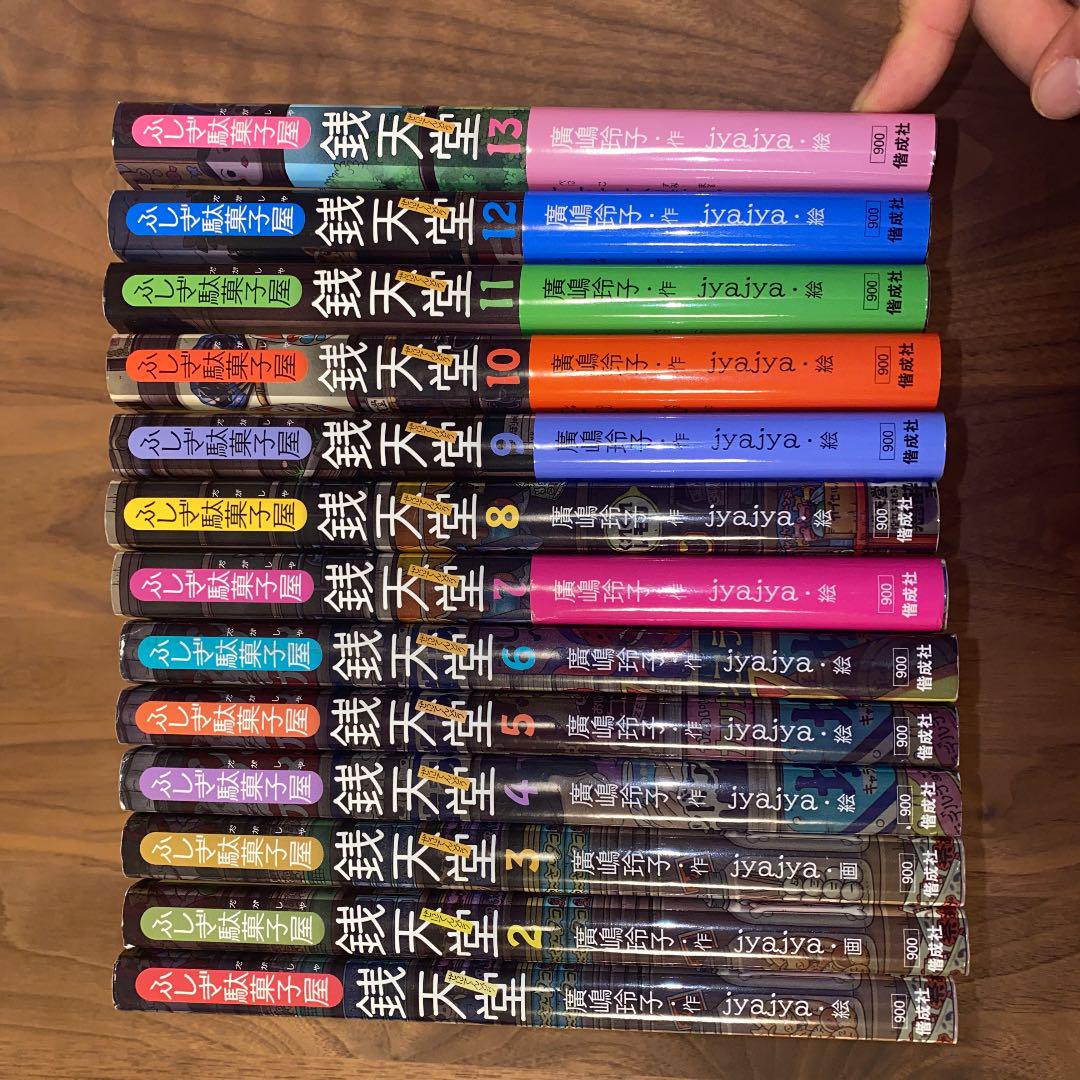 ふしぎ駄菓子屋 銭天堂 13 廣嶋玲子・作 jyajya・絵 900 偕成社
ふしぎ駄菓子屋 銭天堂 12 廣嶋玲子・作 jyajya・絵 900 偕成社
ふしぎ駄菓子屋 銭天堂 11 廣嶋玲子・作 jyajya・絵 900 偕成社
ふしぎ駄菓子屋 銭天堂 10 廣嶋玲子・作 jyajya・絵 900 偕成社
ふしぎ駄菓子屋 銭天堂 9 廣嶋玲子・作 jyajya・絵 900 偕成社
ふしぎ駄菓子屋 銭天堂 8 廣嶋玲子・作 jyajya・絵 900 偕成社
ふしぎ駄菓子屋 銭天堂 7 廣嶋玲子・作 jyajya・絵 900 偕成社
ふしぎ駄菓子屋 銭天堂 6 廣嶋玲子・作 jyajya・絵 900 偕成社
ふしぎ駄菓子屋 銭天堂 5 廣嶋玲子・作 jyajya・絵 900 偕成社
ふしぎ駄菓子屋 銭天堂 4 廣嶋玲子・作 jyajya・絵 900 偕成社
ふしぎ駄菓子屋 銭天堂 3 廣嶋玲子・作 jyajya・画 900 偕成社
ふしぎ駄菓子屋 銭天堂 2 廣嶋玲子・作 jyajya・画 900 偕成社
ふしぎ駄菓子屋 銭天堂 廣嶋玲子・作 jyajya・絵 900 偕成社